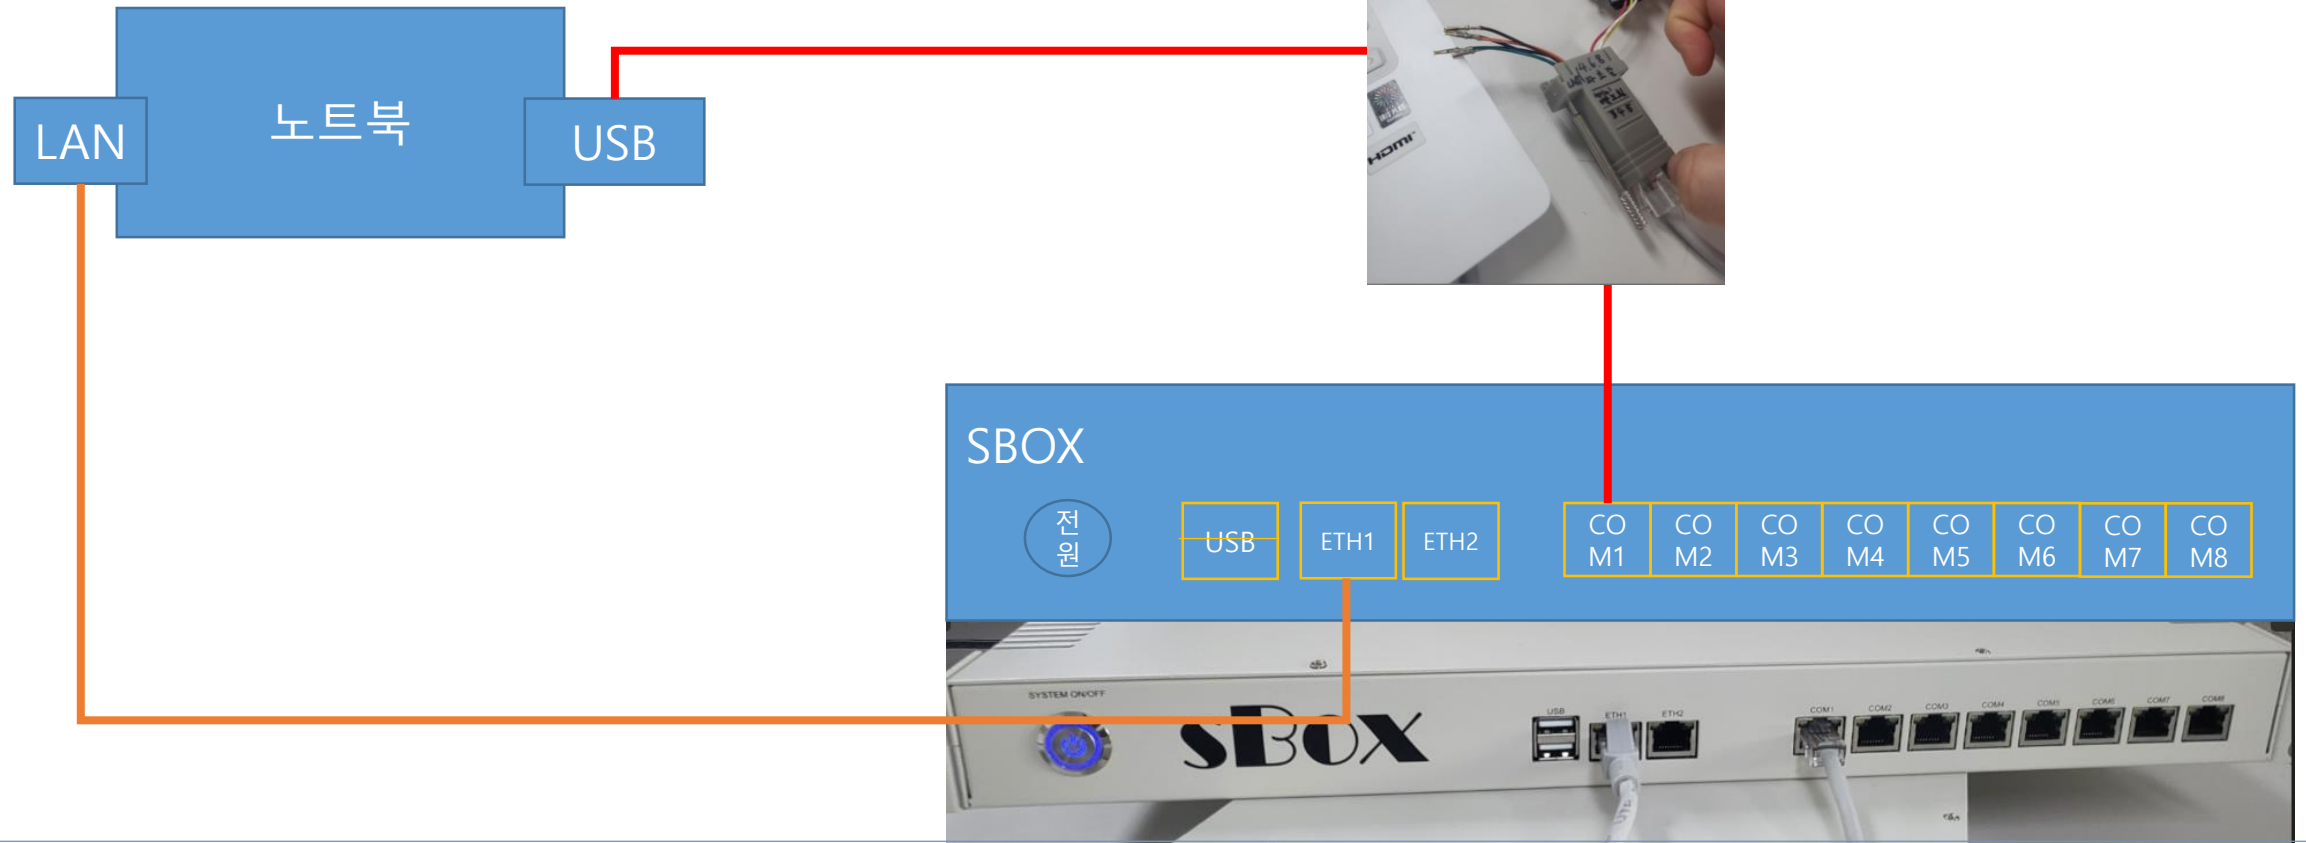 LAN
노트북
USB
HDMI
SBOX
전
원
USB
ETH1
ETH2
CO
M1
CO
M2
CO
M3
CO
M4
CO
M5
CO
M6
CO
M7
CO
M8
SYSTEM ON/OFF
SBOX
USB
ETH1
ETH2
COM1
COM2
COM3
COM4
COM5
COM6
COM7
COM8